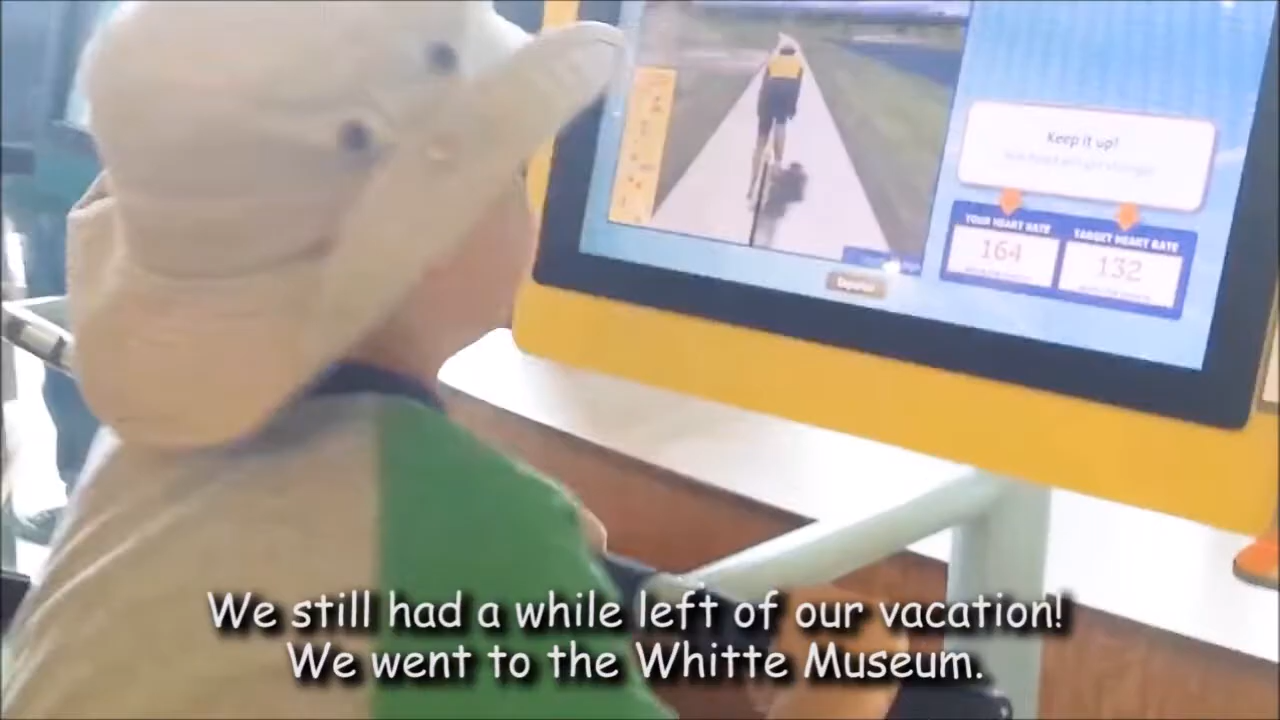 Keep it up!
YOUR HEART RATE
TARGET HEART RATE
164
132
Español
We still had a while left of our vacation!
We went to the Whitte Museum.